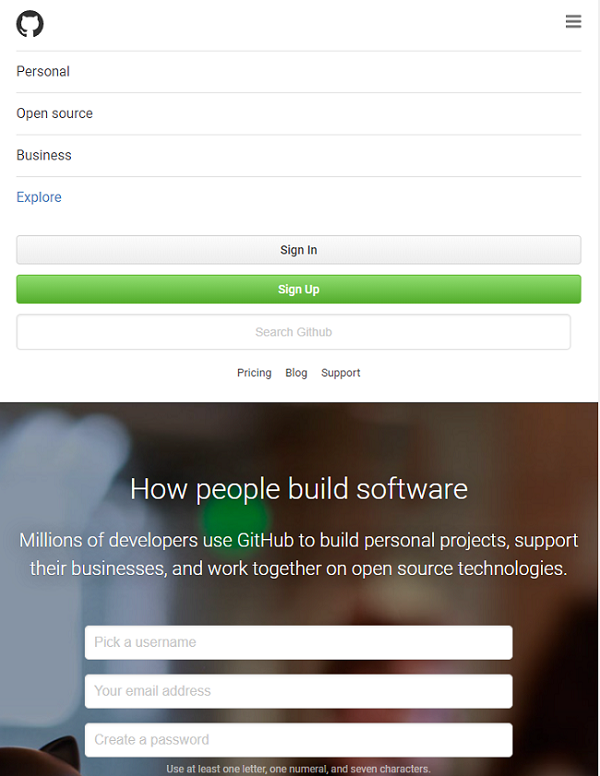 Personal
Open source
Business
Explore
Sign In
Sign Up
Search Github
Pricing Blog Support
How people build software
Millions of developers use GitHub to build personal projects, support
their businesses, and work together on open source technologies.
Pick a username
Your email address
Create a password
Use at least one letter, one numeral, and seven characters.